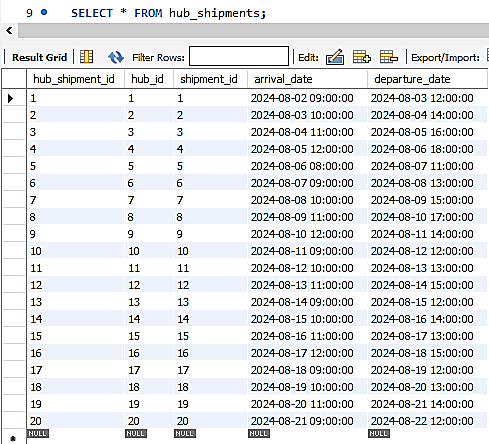 9 SELECT * FROM hub_shipments;
Result Grid Filter Rows: Edit: Export/Import:
hub_shipment_id hub_id shipment_id arrival_date departure_date
1 1 1 2024-08-02 09:00:00 2024-08-03 12:00:00
2 2 2 2024-08-03 10:00:00 2024-08-04 14:00:00
3 3 3 2024-08-04 11:00:00 2024-08-05 16:00:00
4 4 4 2024-08-05 12:00:00 2024-08-06 18:00:00
5 5 5 2024-08-06 08:00:00 2024-08-07 11:00:00
6 6 6 2024-08-07 09:00:00 2024-08-08 13:00:00
7 7 7 2024-08-08 10:00:00 2024-08-09 15:00:00
8 8 8 2024-08-09 11:00:00 2024-08-10 17:00:00
9 9 9 2024-08-10 12:00:00 2024-08-11 14:00:00
10 10 10 2024-08-11 09:00:00 2024-08-12 12:00:00
11 11 11 2024-08-12 10:00:00 2024-08-13 13:00:00
12 12 12 2024-08-13 11:00:00 2024-08-14 15:00:00
13 13 13 2024-08-14 09:00:00 2024-08-15 12:00:00
14 14 14 2024-08-15 10:00:00 2024-08-16 14:00:00
15 15 15 2024-08-16 11:00:00 2024-08-17 13:00:00
16 16 16 2024-08-17 12:00:00 2024-08-18 15:00:00
17 17 17 2024-08-18 09:00:00 2024-08-19 12:00:00
18 18 18 2024-08-19 10:00:00 2024-08-20 13:00:00
19 19 19 2024-08-20 11:00:00 2024-08-21 14:00:00
20 20 20 2024-08-21 09:00:00 2024-08-22 12:00:00
NULL NULL NULL NULL NULL